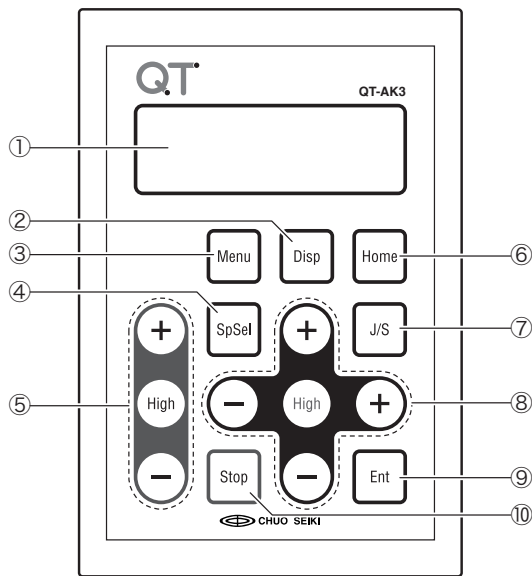 QT
QT-AK3
①
②
③ Menu Disp Home ⑥
④ SpSel + + J/S ⑦
⑤ High − High + ⑧
− Stop − Ent ⑨
⑩
CHUO SEIKI